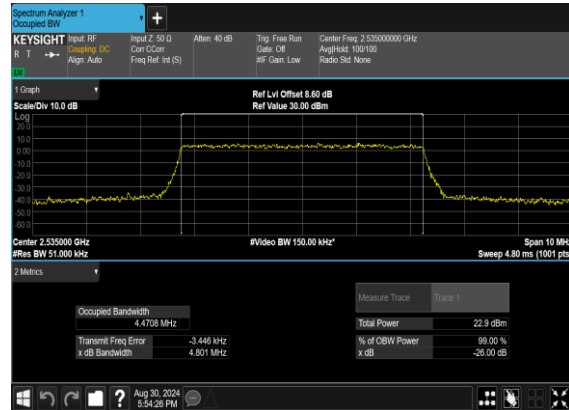 Spectrum Analyzer 1
Occupied BW
KEYSIGHT Input: RF Input Z: 50 Ω Atten: 40 dB Trig: Free Run Center Freq: 2.535000000 GHz
R T Coupling: DC Corr CCorr Gate: Off Avg|Hold: 100/100
Align: Auto Freq Ref: Int (S) #IF Gain: Low Radio Std: None
LW
1 Graph Ref Lvl Offset 8.60 dB
Scale/Div 10.0 dB Ref Value 30.00 dBm
Log
20.0
10.0
0.00
-10.0
-20.0
-30.0
-40.0
-50.0
-60.0
Center 2.535000 GHz #Video BW 150.00 kHz* Span 10 MHz
#Res BW 51.000 kHz Sweep 4.80 ms (1001 pts)
2 Metrics
Measure Trace Trace 1
Occupied Bandwidth
4.4708 MHz Total Power 22.9 dBm
Transmit Freq Error -3.446 kHz % of OBW Power 99.00 %
x dB Bandwidth 4.801 MHz x dB -26.00 dB
Aug 30, 2024
5:54:26 PM